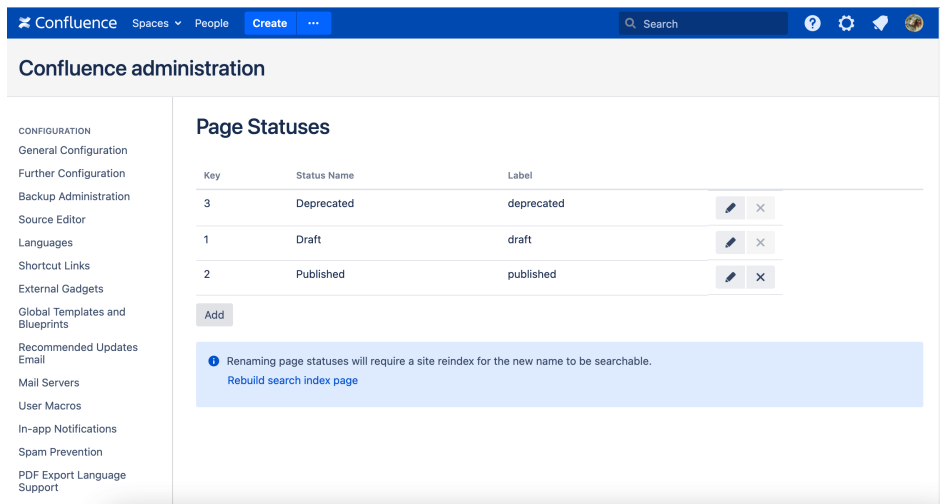 Confluence Spaces People Create ··· Search
Confluence administration
CONFIGURATION
General Configuration
Further Configuration
Backup Administration
Source Editor
Languages
Shortcut Links
External Gadgets
Global Templates and
Blueprints
Recommended Updates
Email
Mail Servers
User Macros
In-app Notifications
Spam Prevention
PDF Export Language
Support
Page Statuses
Key Status Name Label
3 Deprecated deprecated
1 Draft draft
2 Published published
Add
Renaming page statuses will require a site reindex for the new name to be searchable.
Rebuild search index page